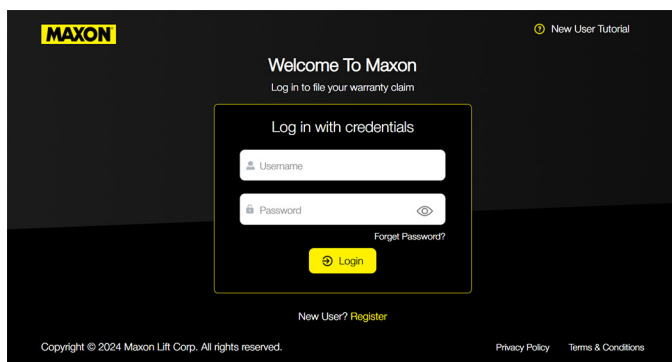 MAXON
New User Tutorial
Welcome To Maxon
Log in to file your warranty claim
Log in with credentials
Username
Password
Forget Password?
Login
New User? Register
Copyright © 2024 Maxon Lift Corp. All rights reserved.
Privacy Policy Terms & Conditions